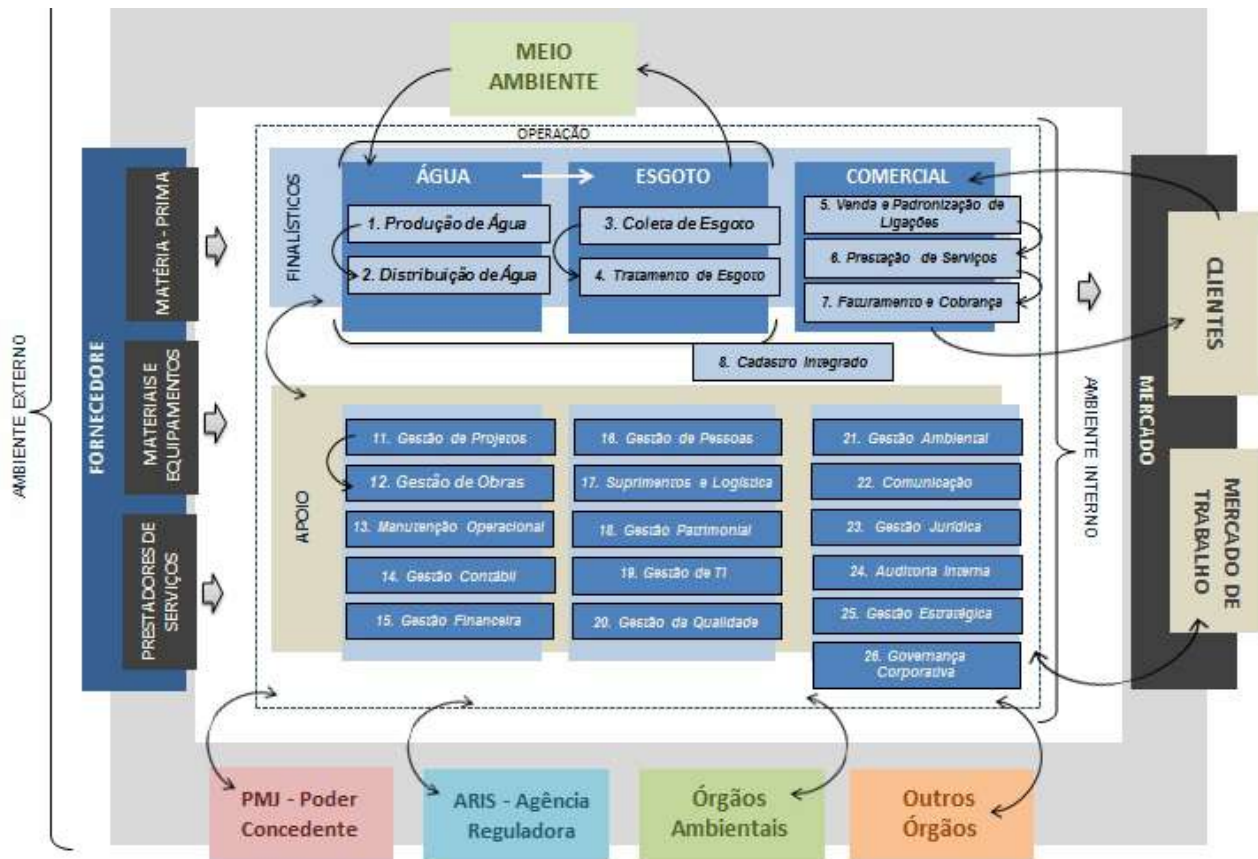 MEIO
AMBIENTE
OPERAÇÃO
AMBIENTE EXTERNO
FORNECEDORE
MATÉRIA - PRIMA
MATERIAIS E
EQUIPAMENTOS
PRESTADORES DE
SERVIÇOS
FINALÍSTICOS
ÁGUA
1. Produção de Água
2. Distribuição de Água
ESGOTO
3. Coleta de Esgoto
4. Tratamento de Esgoto
COMERCIAL
5. Venda e Padronização de
Ligações
6. Prestação de Serviços
7. Faturamento e Cobrança
8. Cadastro Integrado
APOIO
11. Gestão de Projetos
12. Gestão de Obras
13. Manutenção Operacional
14. Gestão Contábil
15. Gestão Financeira
16. Gestão de Pessoas
17. Suprimentos e Logística
18. Gestão Patrimonial
19. Gestão de TI
20. Gestão da Qualidade
21. Gestão Ambiental
22. Comunicação
23. Gestão Jurídica
24. Auditoria Interna
25. Gestão Estratégica
26. Governança
Corporativa
AMBIENTE INTERNO
MERCADO
CLIENTES
MERCADO DE
TRABALHO
PMJ - Poder
Concedente
ARIS - Agência
Reguladora
Órgãos
Ambientais
Outros
Órgãos